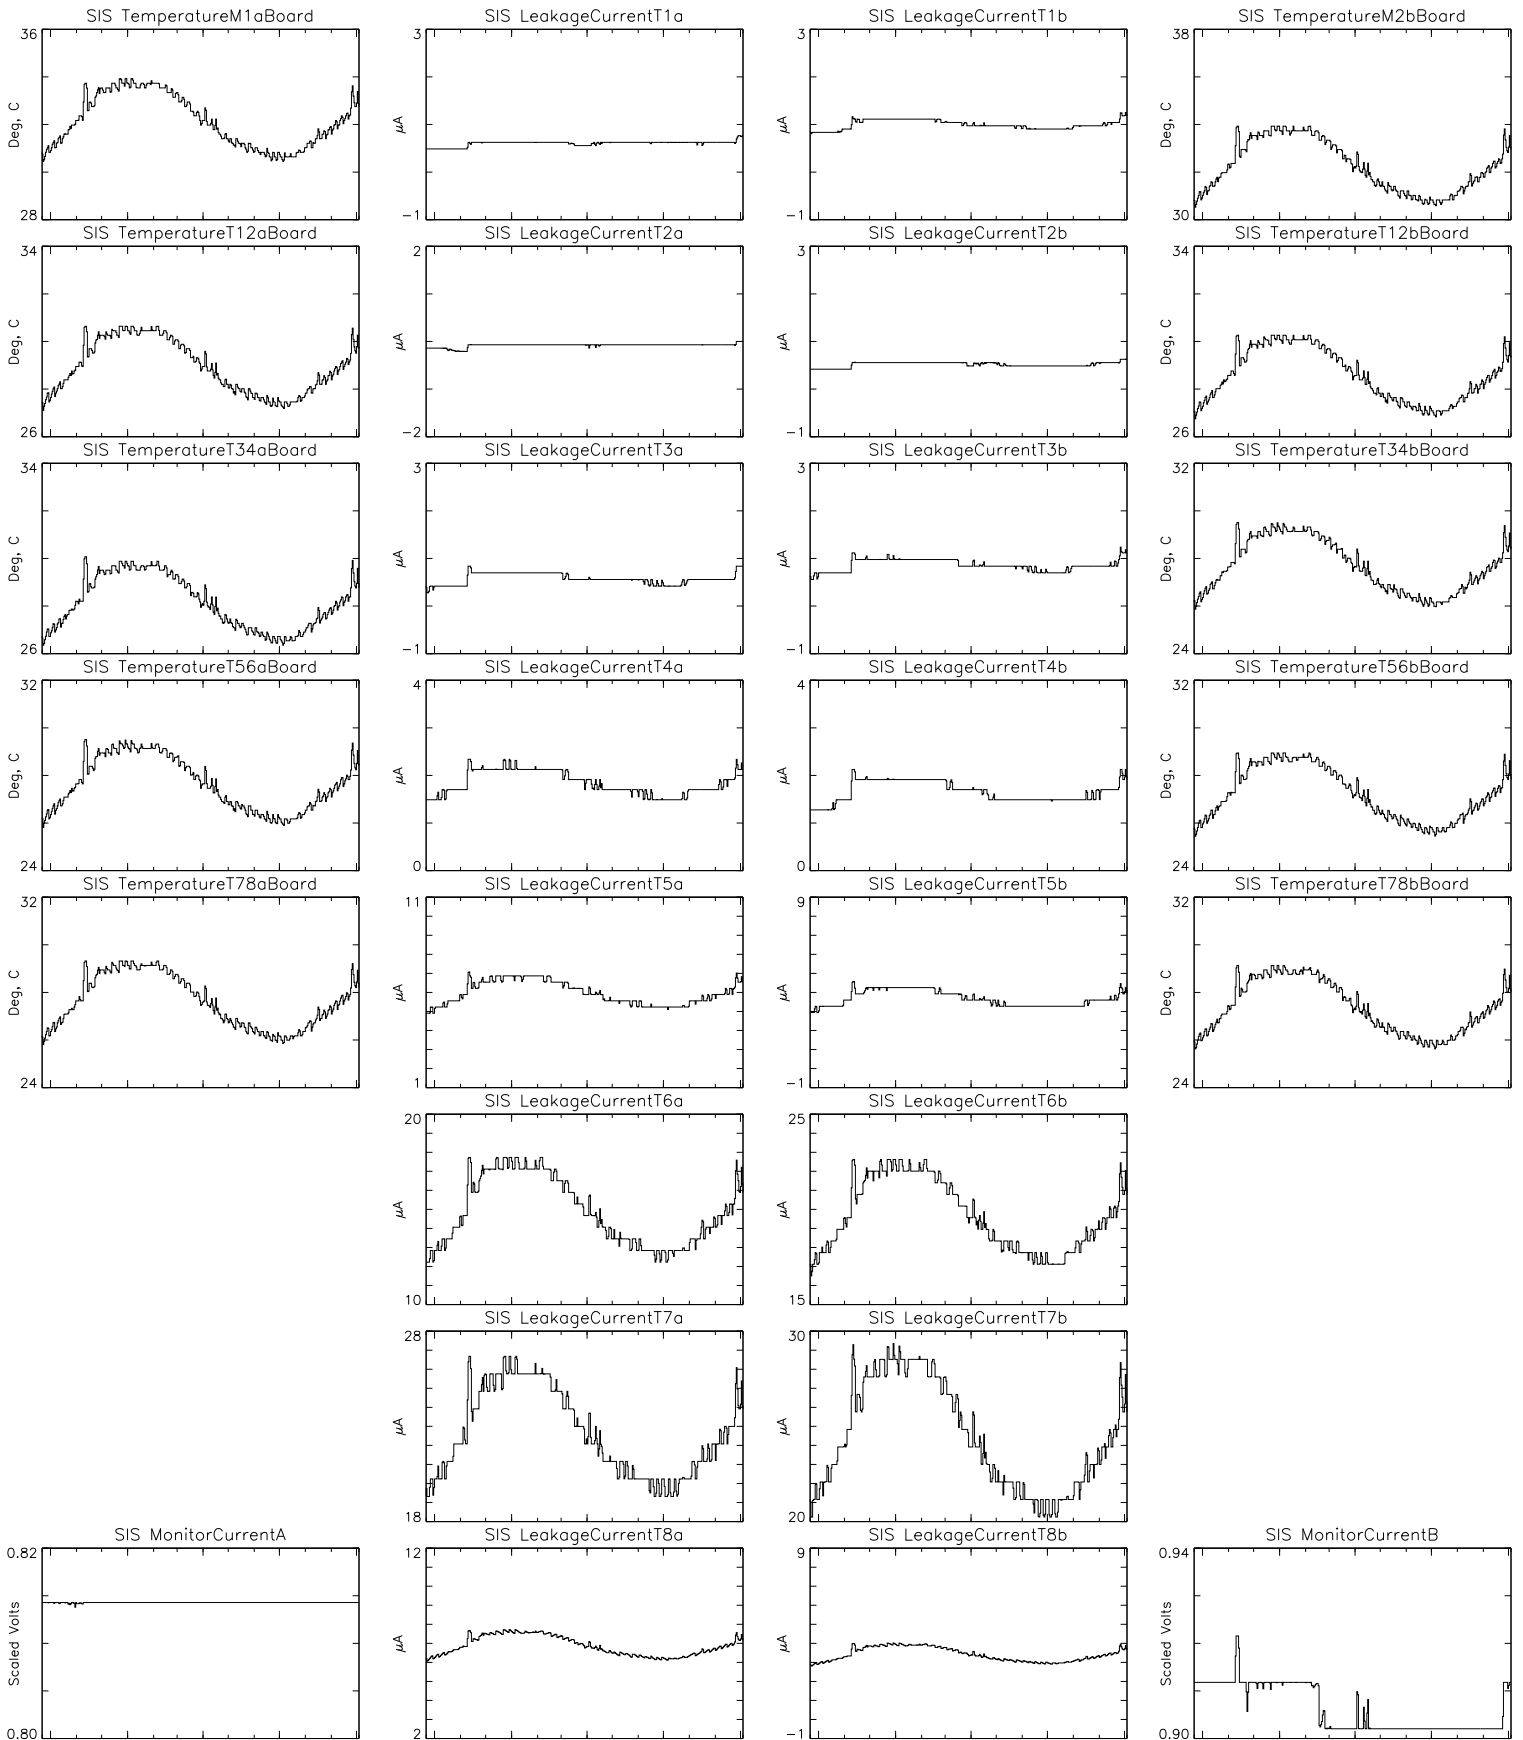 SIS TemperatureM1aBoard
36
Deg, C
28
SIS LeakageCurrentT1a
3
µA
−1
SIS LeakageCurrentT1b
3
µA
−1
SIS TemperatureM2bBoard
38
Deg, C
30
SIS TemperatureT12aBoard
34
Deg, C
26
SIS LeakageCurrentT2a
2
µA
−2
SIS LeakageCurrentT2b
3
µA
−1
SIS TemperatureT12bBoard
34
Deg, C
26
SIS TemperatureT34aBoard
34
Deg, C
26
SIS LeakageCurrentT3a
3
µA
−1
SIS LeakageCurrentT3b
3
µA
−1
SIS TemperatureT34bBoard
32
Deg, C
24
SIS TemperatureT56aBoard
32
Deg, C
24
SIS LeakageCurrentT4a
4
µA
0
SIS LeakageCurrentT4b
4
µA
0
SIS TemperatureT56bBoard
32
Deg, C
24
SIS TemperatureT78aBoard
32
Deg, C
24
SIS LeakageCurrentT5a
11
µA
1
SIS LeakageCurrentT5b
9
µA
−1
SIS TemperatureT78bBoard
32
Deg, C
24
SIS LeakageCurrentT6a
20
µA
10
SIS LeakageCurrentT6b
25
µA
15
SIS LeakageCurrentT7a
28
µA
18
SIS LeakageCurrentT7b
30
µA
20
SIS MonitorCurrentA
0.82
Scaled Volts
0.80
SIS LeakageCurrentT8a
12
µA
2
SIS LeakageCurrentT8b
9
µA
−1
SIS MonitorCurrentB
0.94
Scaled Volts
0.90